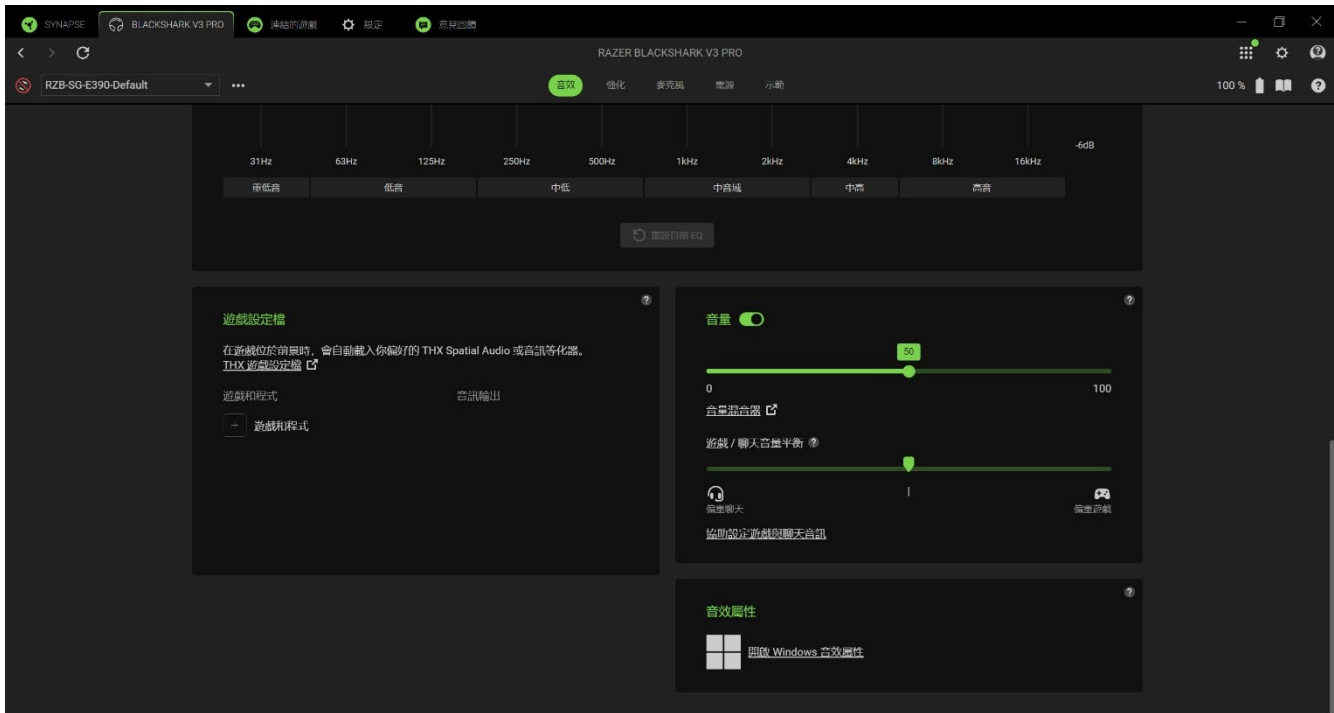 SYNAPSE BLACKSHARK V3 PRO 連結的遊戲 設定 意見回饋
RAZER BLACKSHARK V3 PRO
RZB-SG-E390-Default
音效 強化 麥克風 電源 示範
100 %
-6dB
31Hz 63Hz 125Hz 250Hz 500Hz 1kHz 2kHz 4kHz 8kHz 16kHz
重低音 低音 中低 中音域 中高 高音
重設目前 EQ
遊戲設定檔
在遊戲位於前景時，會自動載入你偏好的 THX Spatial Audio 或音訊等化器。
THX 遊戲設定檔
遊戲和程式 音訊輸出
+ 遊戲和程式
音量
50
0 100
音量混合器
遊戲 / 聊天音量平衡
偏重聊天 偏重遊戲
協助設定遊戲與聊天音訊
音效屬性
開啟 Windows 音效屬性